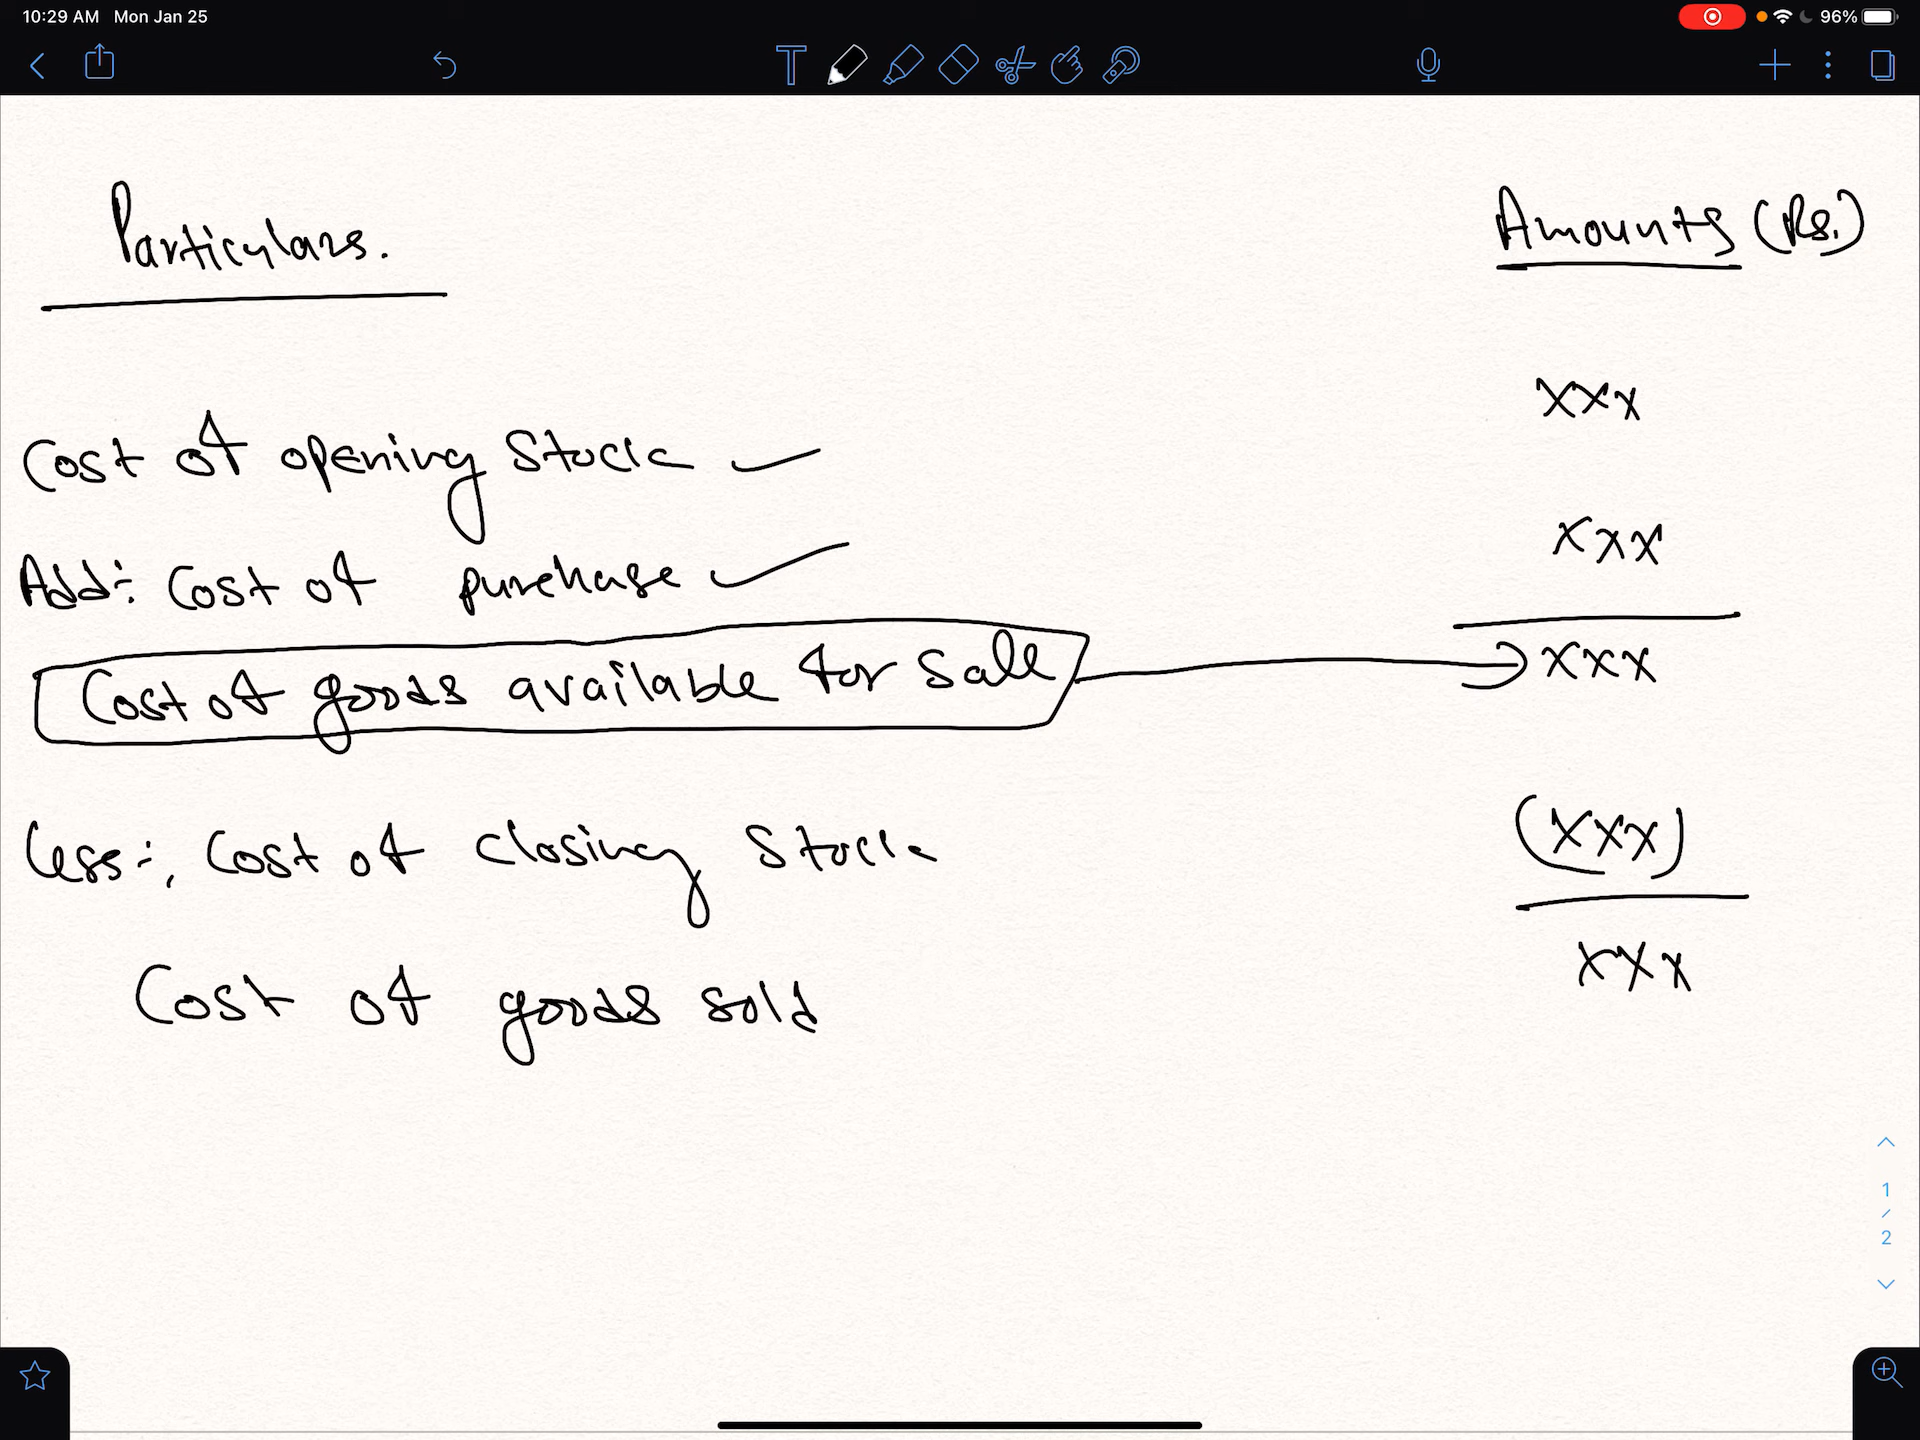 10:29 AM Mon Jan 25 96%
Particulars. Amounts (Rs.)
xxx
Cost of opening Stock
xxx
Add:- Cost of purchase
Cost of goods available for sale xxx
Less:- Cost of closing Stock (xxx)
Cost of goods sold xxx
1
/
2